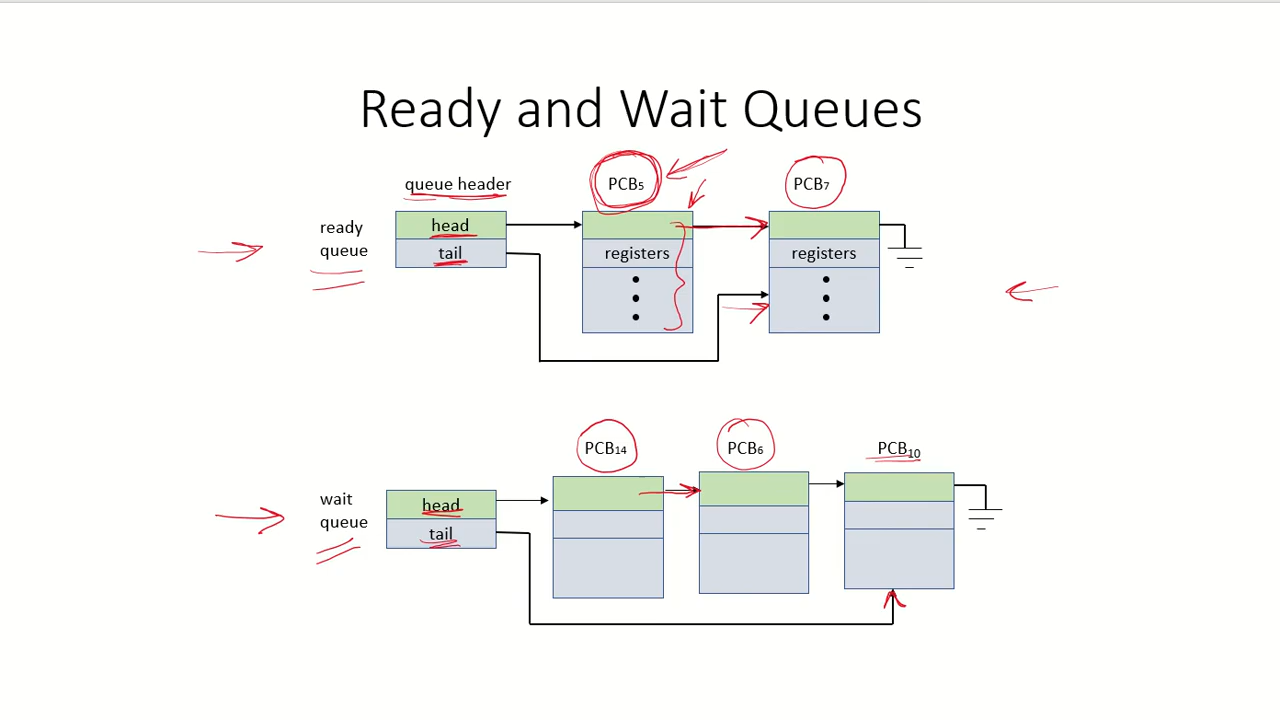 Ready and Wait Queues
queue header
PCB5
PCB7
ready
queue
head
tail
registers
registers
PCB14
PCB6
PCB10
wait
queue
head
tail